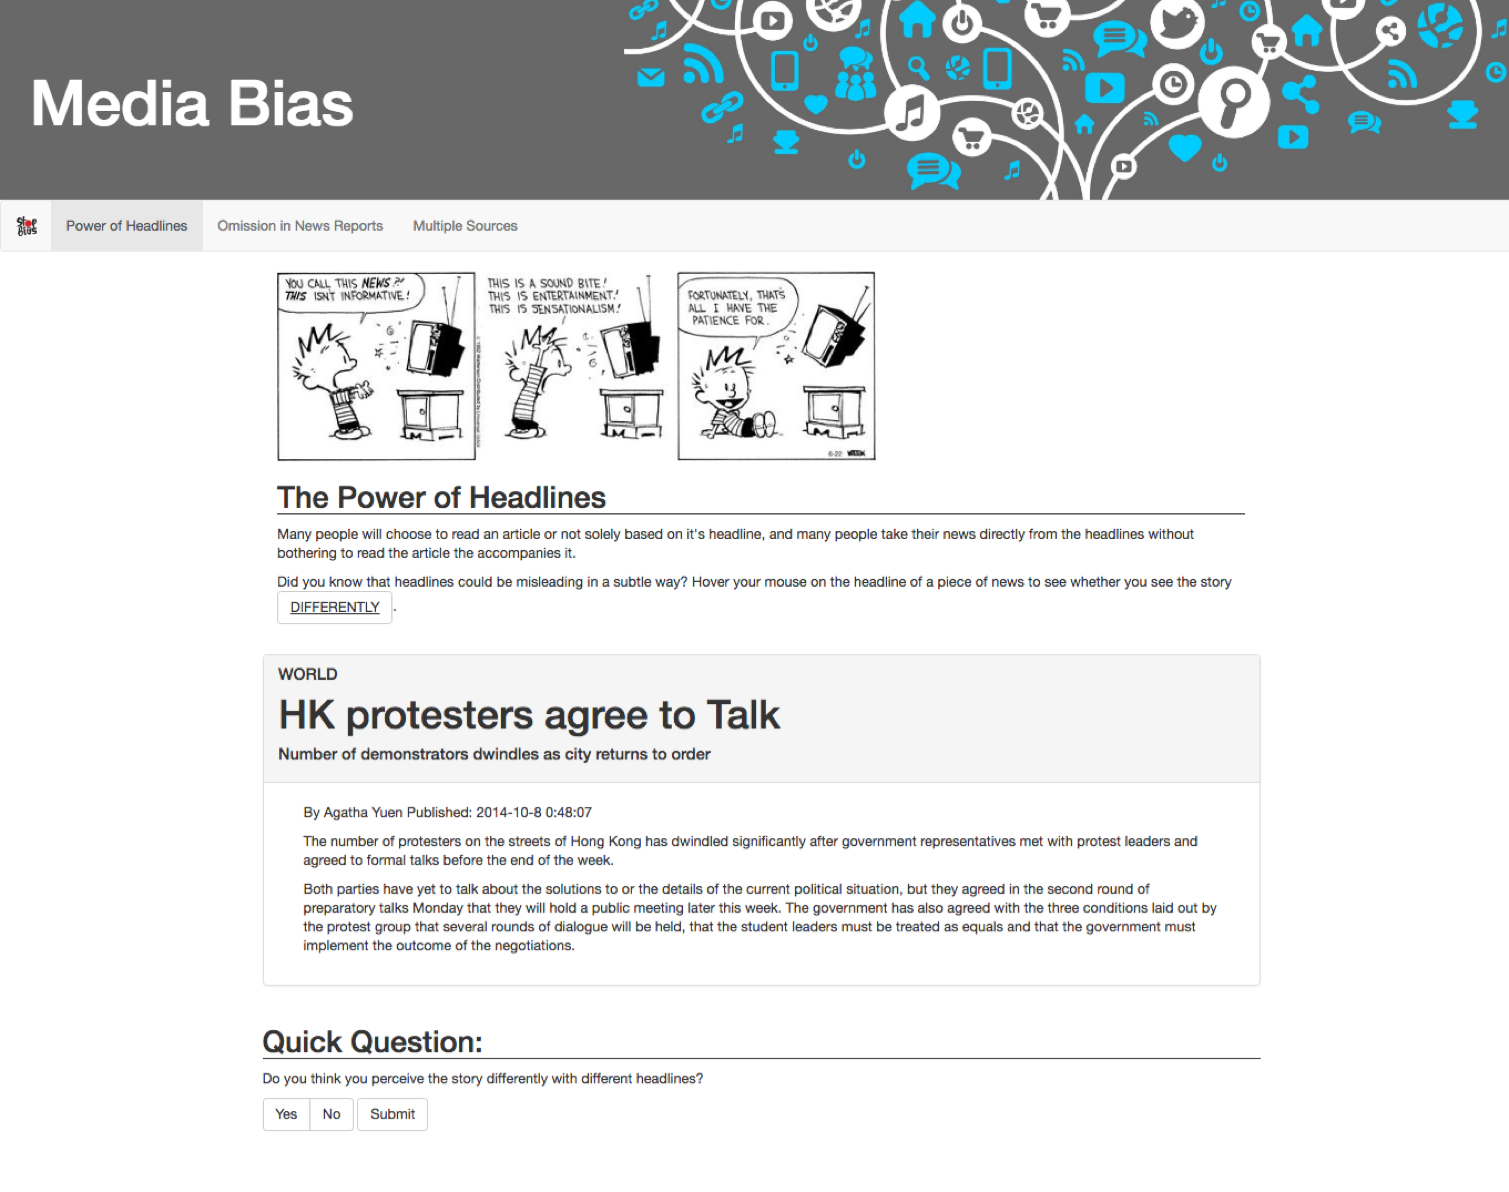 Media Bias
Stop
Bias
Power of Headlines
Omission in News Reports
Multiple Sources
YOU CALL THIS NEWS?!
THIS ISN'T INFORMATIVE!
THIS IS A SOUND BITE!
THIS IS ENTERTAINMENT!
THIS IS SENSATIONALISM!
FORTUNATELY, THAT'S
ALL I HAVE THE
PATIENCE FOR.
6-22 WATTERSON
The Power of Headlines
Many people will choose to read an article or not solely based on it's headline, and many people take their news directly from the headlines without
bothering to read the article the accompanies it.
Did you know that headlines could be misleading in a subtle way? Hover your mouse on the headline of a piece of news to see whether you see the story
DIFFERENTLY.
WORLD
HK protesters agree to Talk
Number of demonstrators dwindles as city returns to order
By Agatha Yuen Published: 2014-10-8 0:48:07
The number of protesters on the streets of Hong Kong has dwindled significantly after government representatives met with protest leaders and
agreed to formal talks before the end of the week.
Both parties have yet to talk about the solutions to or the details of the current political situation, but they agreed in the second round of
preparatory talks Monday that they will hold a public meeting later this week. The government has also agreed with the three conditions laid out by
the protest group that several rounds of dialogue will be held, that the student leaders must be treated as equals and that the government must
implement the outcome of the negotiations.
Quick Question:
Do you think you perceive the story differently with different headlines?
Yes
No
Submit